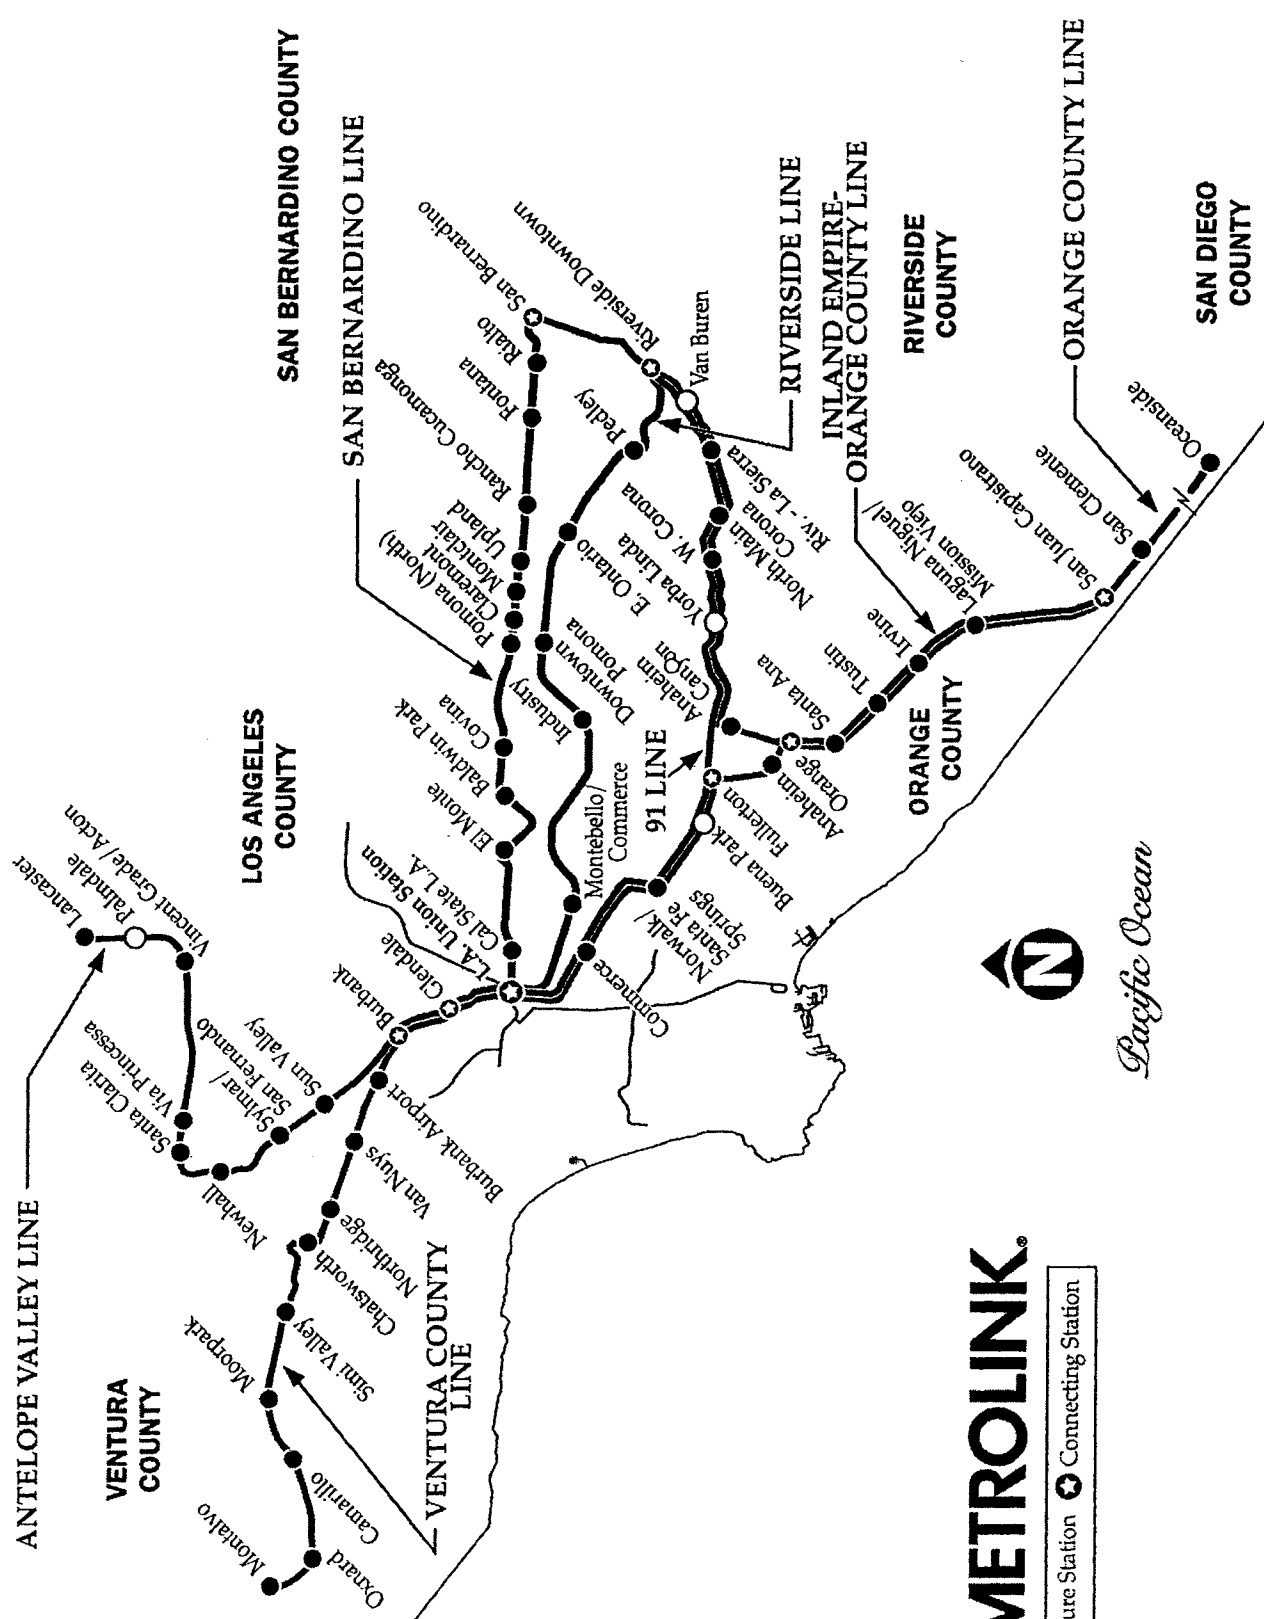 ANTELOPE VALLEY LINE
Lancaster
Palmdale
Vincent Grade/Acton
Via Princessa
Santa Clarita
Newhall
Sylmar/
San Fernando
Sun Valley
Burbank
Glendale
L.A. Union Station
VENTURA
COUNTY
Montalvo
Oxnard
Camarillo
Moorpark
Simi Valley
Chatsworth
Northridge
Van Nuys
Burbank Airport
VENTURA COUNTY
LINE
LOS ANGELES
COUNTY
Cal State L.A.
El Monte
Baldwin Park
Covina
Pomona (North)
Claremont
Montclair
Upland
Rancho Cucamonga
Fontana
Rialto
San Bernardino
SAN BERNARDINO LINE
SAN BERNARDINO COUNTY
Montebello/
Commerce
Industry
Downtown
Pomona
E. Ontario
Pedley
Riverside Downtown
RIVERSIDE LINE
Van Buren
Riv. - La Sierra
North Main
Corona
W. Corona
Yorba Linda
Anaheim
Canyon
INLAND EMPIRE-
ORANGE COUNTY LINE
RIVERSIDE
COUNTY
91 LINE
Commerce
Norwalk/
Santa Fe
Springs
Buena Park
Fullerton
Anaheim
Orange
Santa Ana
Tustin
Irvine
Laguna Niguel/
Mission Viejo
San Juan Capistrano
San Clemente
Oceanside
ORANGE
COUNTY
ORANGE COUNTY LINE
SAN DIEGO
COUNTY
N
Pacific Ocean
METROLINK®
ure Station Connecting Station